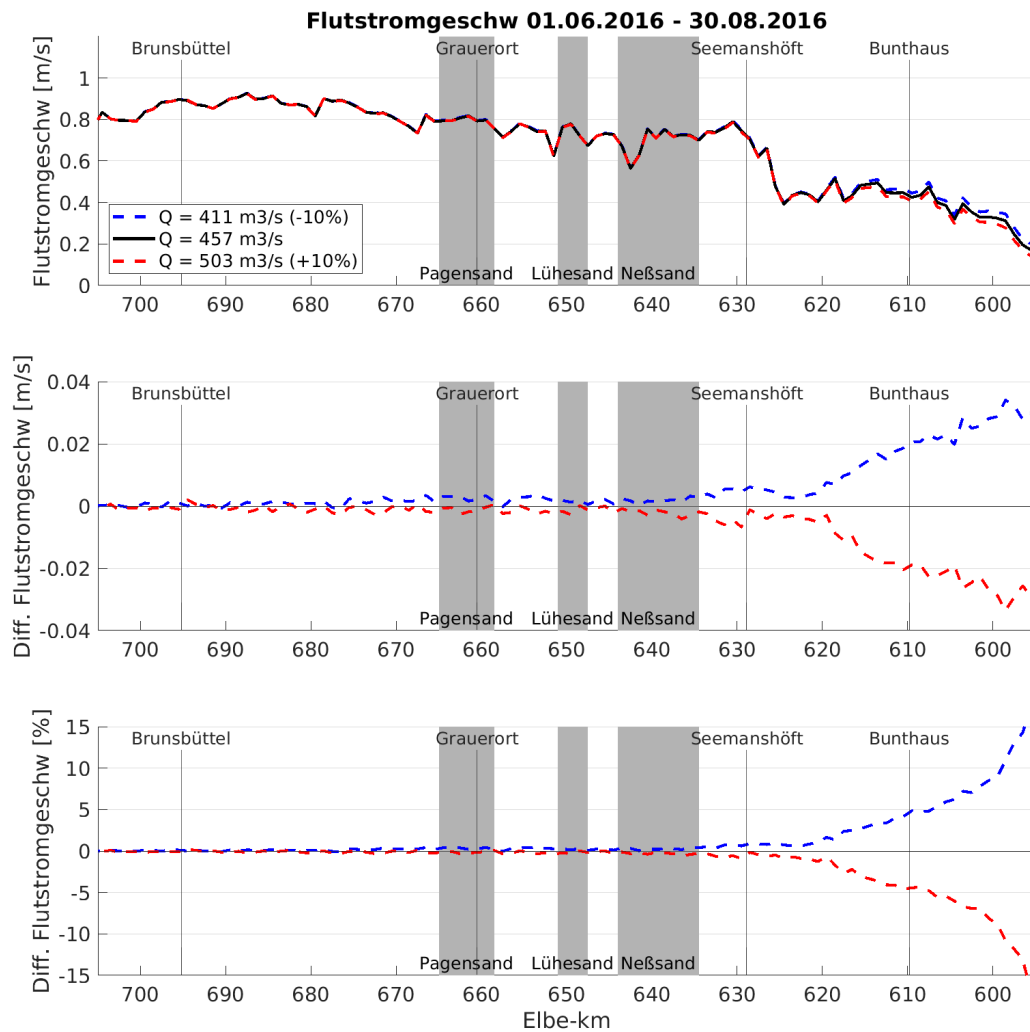 Flutstromgeschw 01.06.2016 - 30.08.2016
Brunsbüttel Grauerort Seemanshöft Bunthaus
Flutstromgeschw [m/s]
1
0.8
0.6
0.4
0.2
0
Q = 411 m3/s (-10%)
Q = 457 m3/s
Q = 503 m3/s (+10%)
Pagensand Lühesand Neßsand
700 690 680 670 660 650 640 630 620 610 600
Brunsbüttel Grauerort Seemanshöft Bunthaus
Diff. Flutstromgeschw [m/s]
0.04
0.02
0
-0.02
-0.04
Pagensand Lühesand Neßsand
700 690 680 670 660 650 640 630 620 610 600
Brunsbüttel Grauerort Seemanshöft Bunthaus
Diff. Flutstromgeschw [%]
15
10
5
0
-5
-10
-15
Pagensand Lühesand Neßsand
700 690 680 670 660 650 640 630 620 610 600
Elbe-km